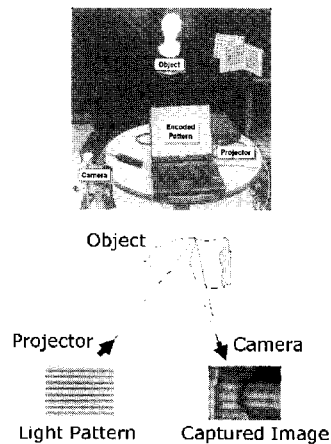 Object
Encoded
Pattern
Projector
Camera
Object
Projector
Camera
Light Pattern
Captured Image